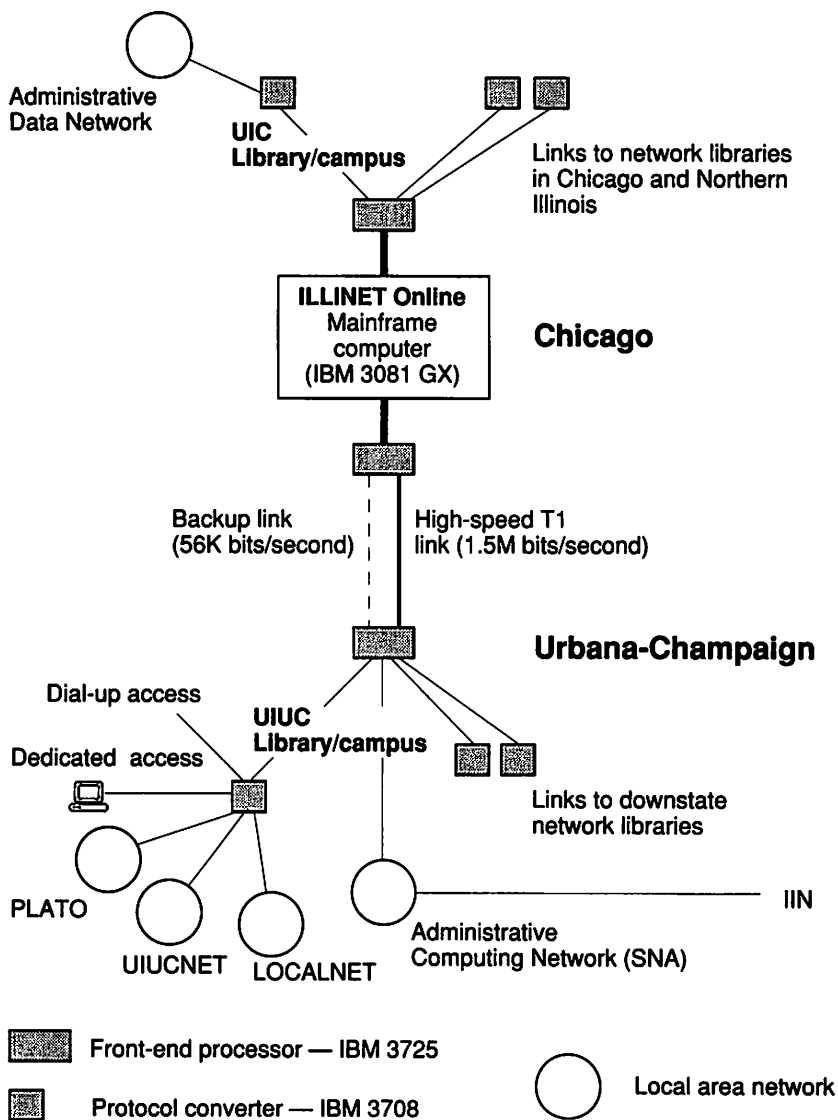 Administrative
Data Network
UIC
Library/campus
Links to network libraries
in Chicago and Northern
Illinois
ILLINET Online
Mainframe
computer
(IBM 3081 GX)
Chicago
Backup link
(56K bits/second)
High-speed T1
link (1.5M bits/second)
Urbana-Champaign
Dial-up access
UIUC
Library/campus
Dedicated access
Links to downstate
network libraries
PLATO
UIUCNET
LOCALNET
Administrative
Computing Network (SNA)
IIN
Front-end processor — IBM 3725
Protocol converter — IBM 3708
Local area network